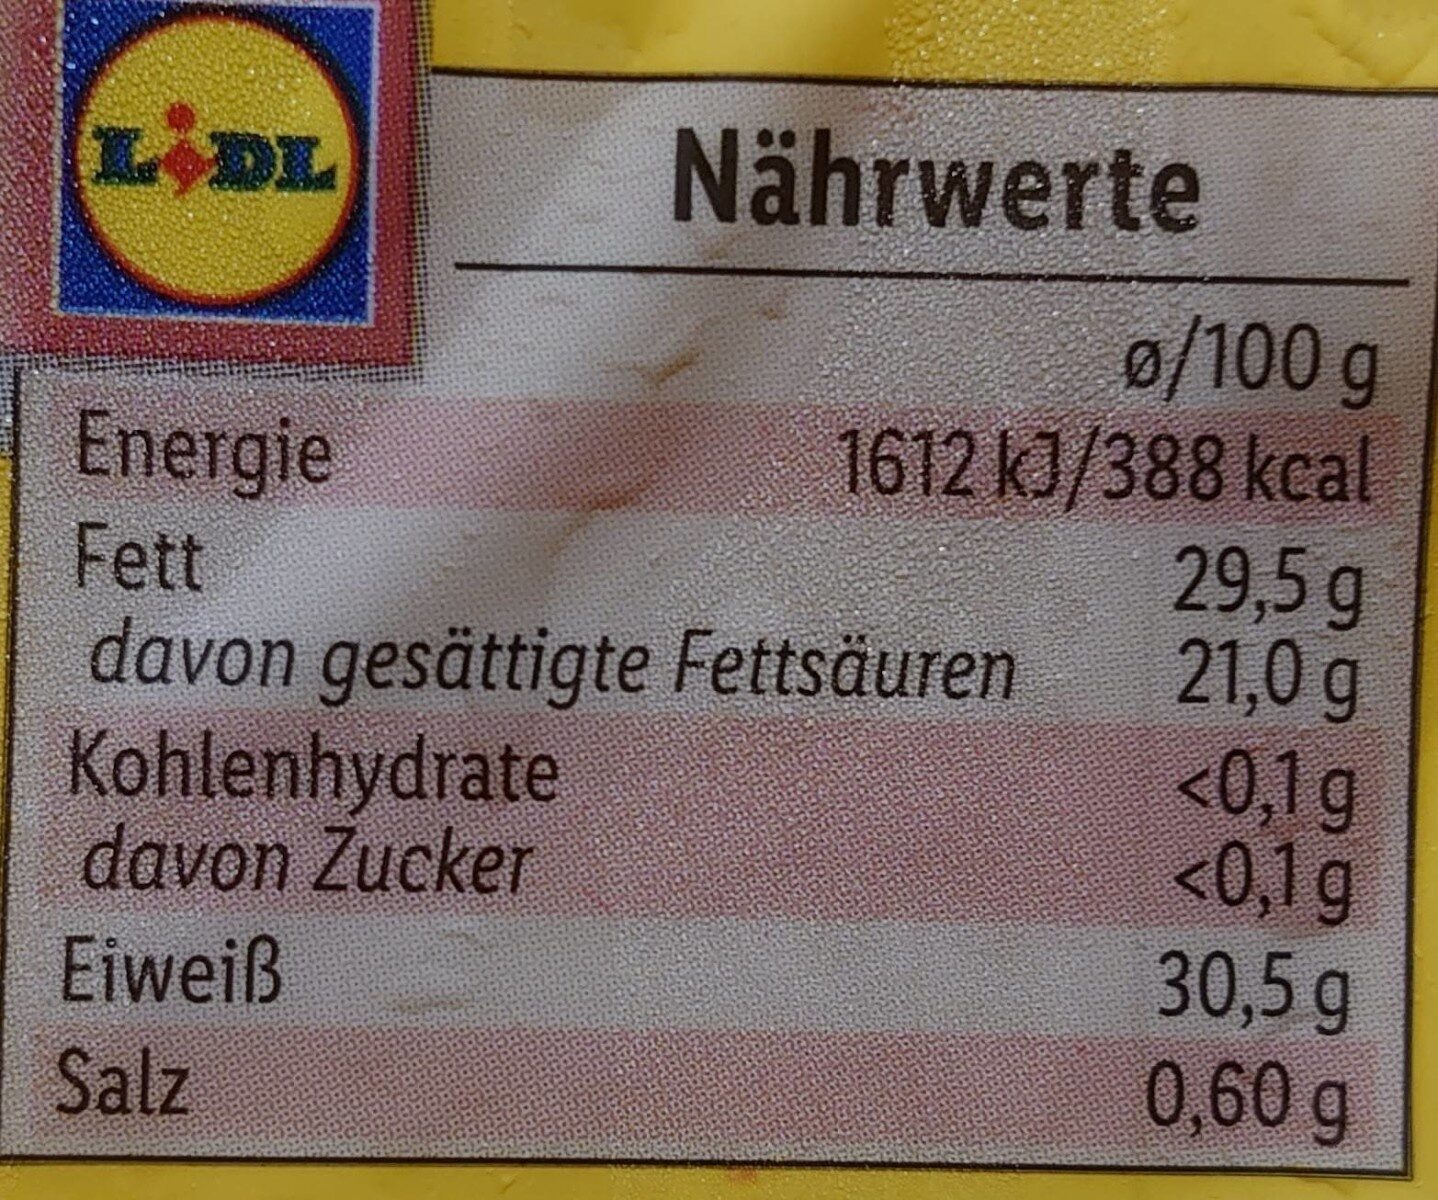 LIDL
Nährwerte
ø/100 g
Energie 1612 kJ/388 kcal
Fett 29,5 g
davon gesättigte Fettsäuren 21,0 g
Kohlenhydrate <0,1 g
davon Zucker <0,1 g
Eiweiß 30,5 g
Salz 0,60 g